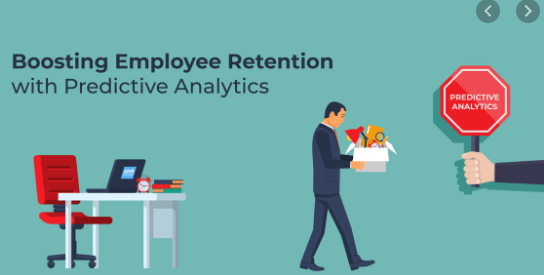 Boosting Employee Retention
with Predictive Analytics
PREDICTIVE
ANALYTICS